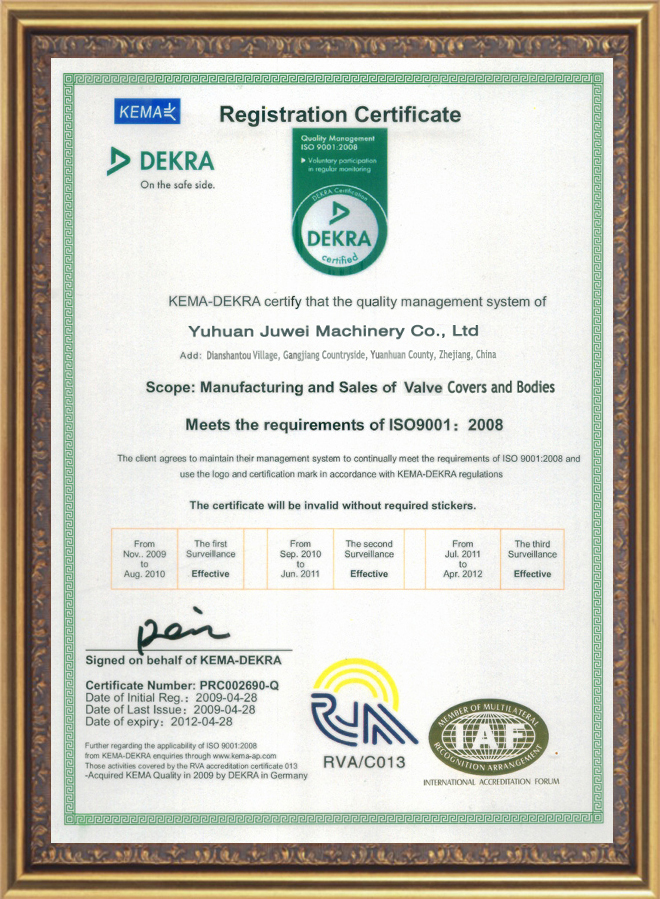 KEMA
Registration Certificate
Quality Management
ISO 9001:2008
Voluntary participation
in regular monitoring
DEKRA
On the safe side.
DEKRA Certification
DEKRA
certified
KEMA-DEKRA certify that the quality management system of
Yuhuan Juwei Machinery Co., Ltd
Add: Dianshantou Village, Gangjiang Countryside, Yuanhuan County, Zhejiang, China
Scope: Manufacturing and Sales of Valve Covers and Bodies
Meets the requirements of ISO9001: 2008
The client agrees to maintain their management system to continually meet the requirements of ISO 9001:2008 and
use the logo and certification mark in accordance with KEMA-DEKRA regulations
The certificate will be invalid without required stickers.
From
Nov.. 2009
to
Aug. 2010
The first
Surveillance
Effective
From
Sep. 2010
to
Jun. 2011
The second
Surveillance
Effective
From
Jul. 2011
to
Apr. 2012
The third
Surveillance
Effective
Signed on behalf of KEMA-DEKRA
Certificate Number: PRC002690-Q
Date of Initial Reg.: 2009-04-28
Date of Last Issue: 2009-04-28
Date of expiry: 2012-04-28
Further regarding the applicability of ISO 9001:2008
from KEMA-DEKRA enquiries through www.kema-ap.com
Those activities covered by the RVA accreditation certificate 013
-Acquired KEMA Quality in 2009 by DEKRA in Germany
RVA
RVA/C013
MEMBER OF MULTILATERAL
IAF
RECOGNITION ARRANGEMENT
INTERNATIONAL ACCREDITATION FORUM